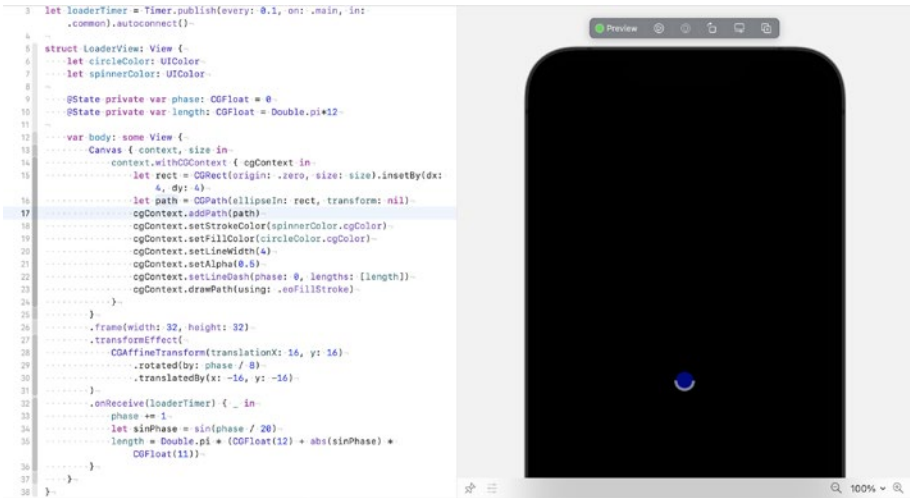 3 let loaderTimer = Timer.publish(every: 0.1, on: .main, in:
.common).autoconnect()
4
5 struct LoaderView: View {
6 let circleColor: UIColor
7 let spinnerColor: UIColor
8
9 @State private var phase: CGFloat = 0
10 @State private var length: CGFloat = Double.pi*12
11
12 var body: some View {
13 Canvas { context, size in
14 context.withCGContext { cgContext in
15 let rect = CGRect(origin: .zero, size: size).insetBy(dx:
4, dy: 4)
16 let path = CGPath(ellipseIn: rect, transform: nil)
17 cgContext.addPath(path)
18 cgContext.setStrokeColor(spinnerColor.cgColor)
19 cgContext.setFillColor(circleColor.cgColor)
20 cgContext.setLineWidth(4)
21 cgContext.setAlpha(0.5)
22 cgContext.setLineDash(phase: 0, lengths: [length])
23 cgContext.drawPath(using: .eoFillStroke)
24 }
25 }
26 .frame(width: 32, height: 32)
27 .transformEffect(
28 CGAffineTransform(translationX: 16, y: 16)
29 .rotated(by: phase / 8)
30 .translatedBy(x: -16, y: -16)
31 )
32 .onReceive(loaderTimer) { _ in
33 phase += 1
34 let sinPhase = sin(phase / 20)
35 length = Double.pi * (CGFloat(12) + abs(sinPhase) *
CGFloat(11))
36 }
37 }
38 }
Preview
100%